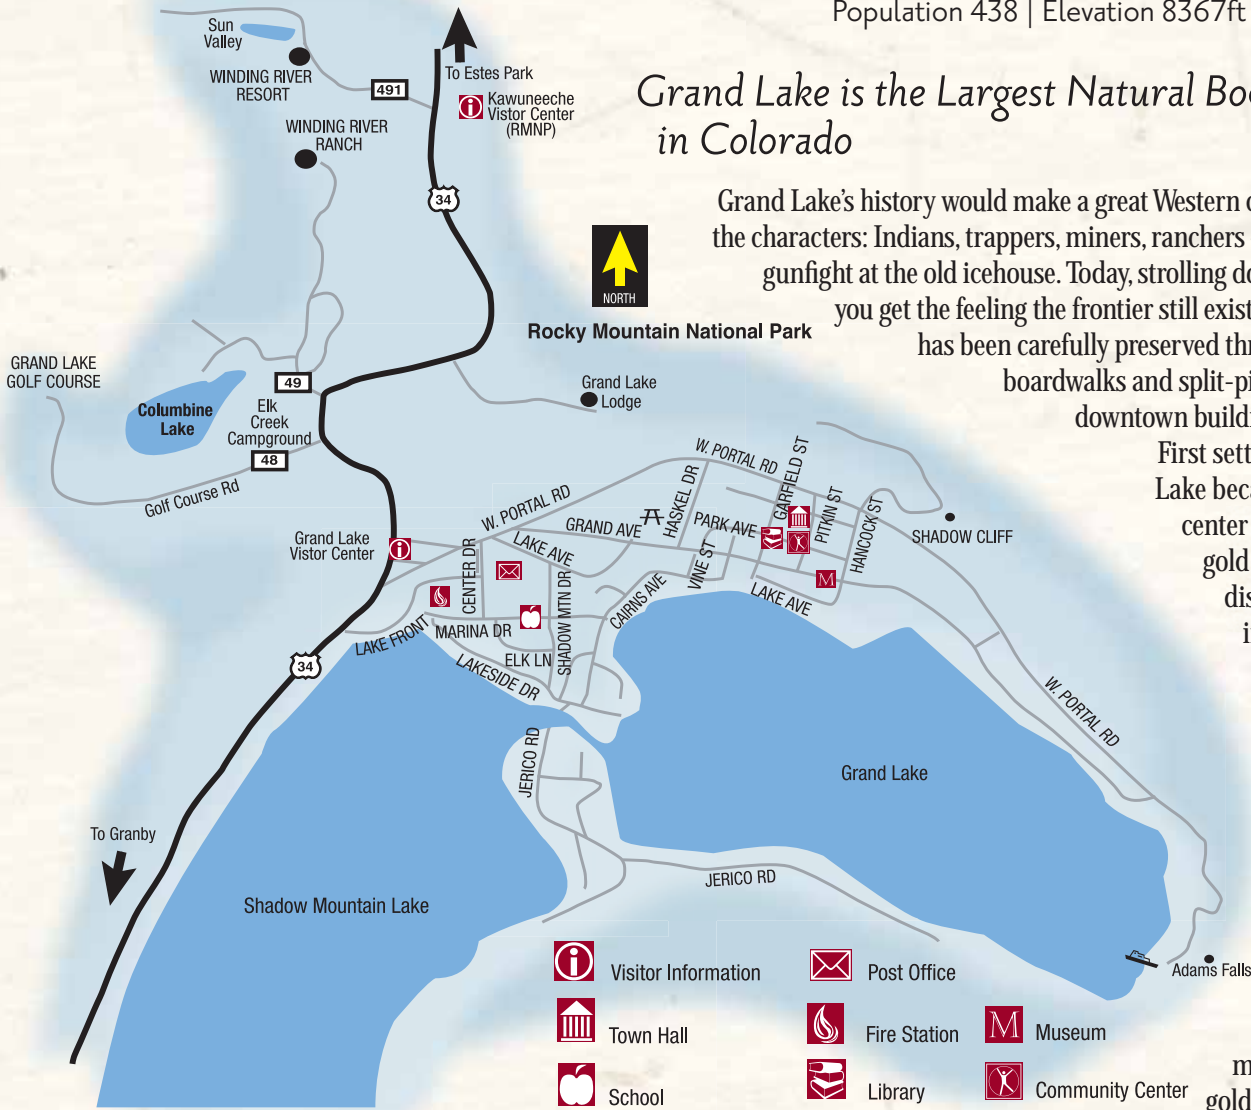 Population 438 | Elevation 8367ft
Grand Lake is the Largest Natural Bo
in Colorado
Grand Lake's history would make a great Western
the characters: Indians, trappers, miners, ranchers
gunfight at the old icehouse. Today, strolling
you get the feeling the frontier still exist
has been carefully preserved
boardwalks and split-pi
downtown build
First sett
Lake beca
center
gold
dis
i
m
gold
Sun
Valley
WINDING RIVER
RESORT
491
To Estes Park
Kawuneeche
Vistor Center
(RMNP)
WINDING RIVER
RANCH
34
NORTH
Rocky Mountain National Park
GRAND LAKE
GOLF COURSE
49
Columbine
Lake
Elk
Creek
Campground
48
Golf Course Rd
Grand Lake
Lodge
Grand Lake
Vistor Center
W. PORTAL RD
W. PORTAL RD
GRAND AVE
HASKEL DR
PARK AVE
GARFIELD ST
PITKIN ST
HANCOCK ST
SHADOW CLIFF
LAKE AVE
CENTER DR
VINE ST
M
LAKE AVE
SHADOW MTN DR
CAIRNS AVE
LAKE FRONT
MARINA DR
ELK LN
LAKESIDE DR
34
JERICO RD
W. PORTAL RD
Grand Lake
To Granby
Shadow Mountain Lake
JERICO RD
Adams Falls
Visitor Information
Post Office
Town Hall
Fire Station
M Museum
School
Library
Community Center